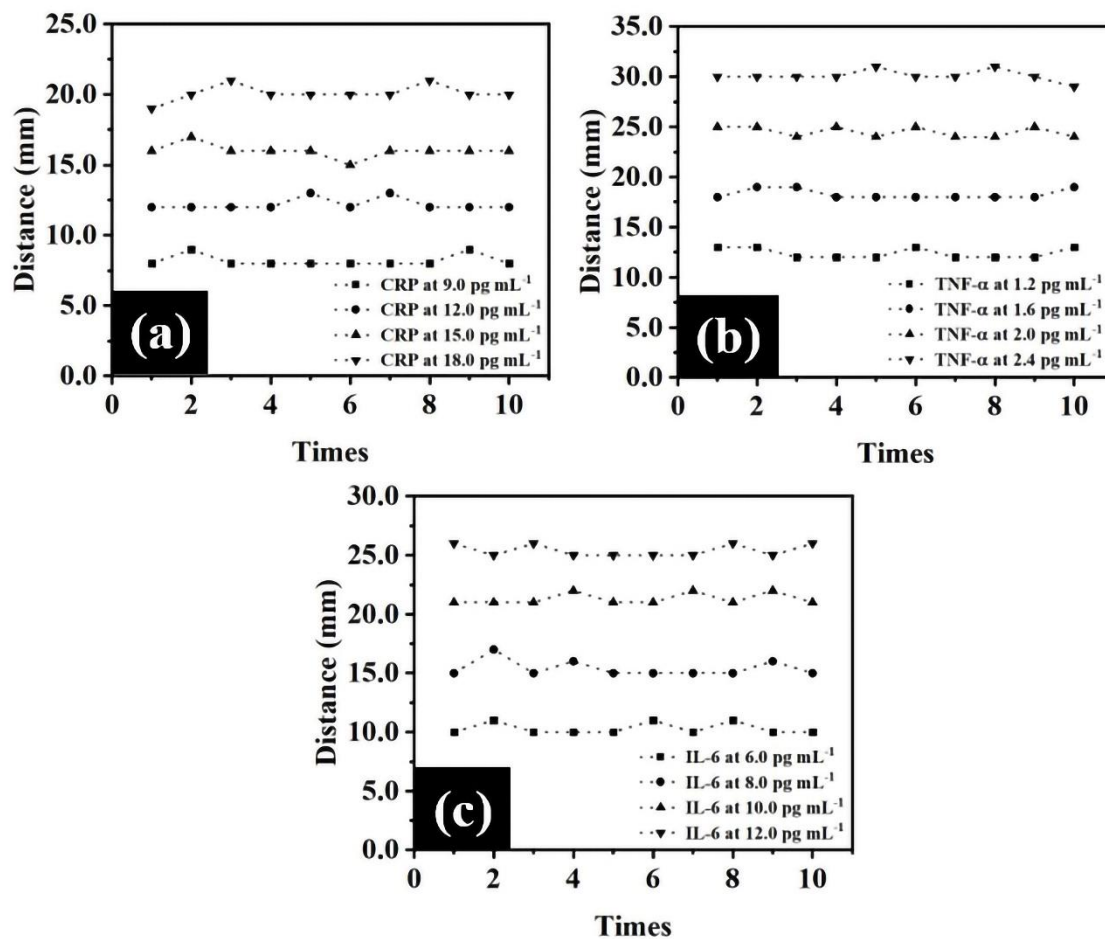 25.0
20.0
15.0
10.0
5.0
0.0
Distance (mm)
CRP at 9.0 pg mL⁻¹
CRP at 12.0 pg mL⁻¹
CRP at 15.0 pg mL⁻¹
CRP at 18.0 pg mL⁻¹
(a)
0 2 4 6 8 10
Times
35.0
30.0
25.0
20.0
15.0
10.0
5.0
0.0
Distance (mm)
TNF-α at 1.2 pg mL⁻¹
TNF-α at 1.6 pg mL⁻¹
TNF-α at 2.0 pg mL⁻¹
TNF-α at 2.4 pg mL⁻¹
(b)
0 2 4 6 8 10
Times
30.0
25.0
20.0
15.0
10.0
5.0
0.0
Distance (mm)
IL-6 at 6.0 pg mL⁻¹
IL-6 at 8.0 pg mL⁻¹
IL-6 at 10.0 pg mL⁻¹
IL-6 at 12.0 pg mL⁻¹
(c)
0 2 4 6 8 10
Times